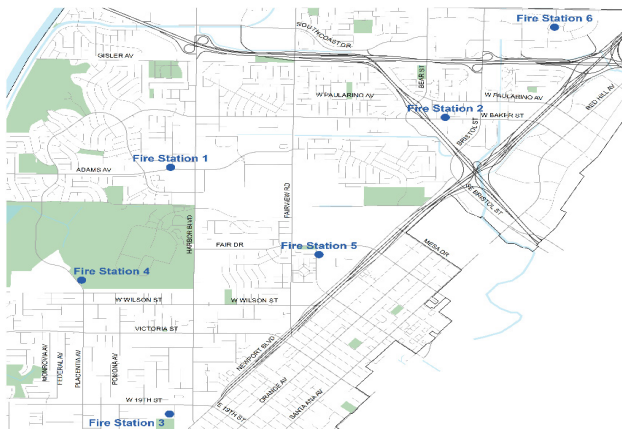 Fire Station 6
SOUTHCOAST DR
GISLER AV
BEAR ST
W PAULARINO AV
W PAULARINO AV
RED HILL AV
Fire Station 2
W BAKER ST
BRISTOL ST
Fire Station 1
ADAMS AV
SE BRISTOL ST
FAIRVIEW RD
HARBOR BLVD
FAIR DR
Fire Station 5
MESA DR
Fire Station 4
W WILSON ST
W WILSON ST
VICTORIA ST
NEWPORT BLVD
MONROVIA AV
FEDERAL AV
PLACENTIA AV
POMONA AV
ORANGE AV
SANTA ANA AV
W 19TH ST
E 19TH ST
Fire Station 3